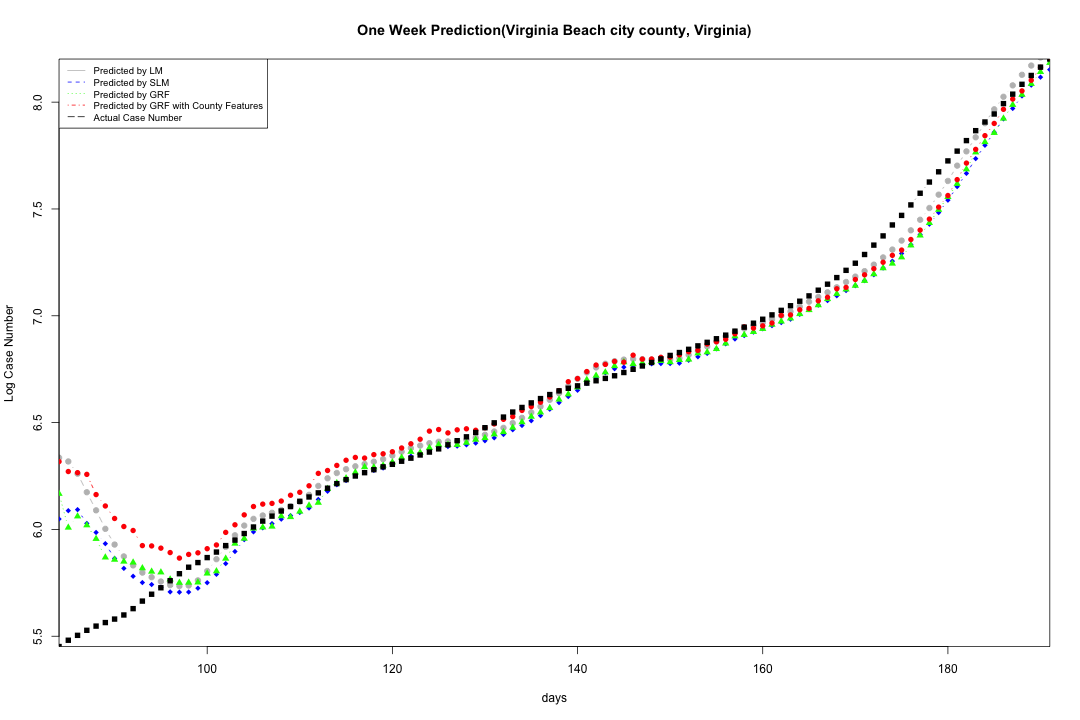 One Week Prediction(Virginia Beach city county, Virginia)
Predicted by LM
Predicted by SLM
Predicted by GRF
Predicted by GRF with County Features
Actual Case Number
8.0
7.5
7.0
6.5
6.0
5.5
Log Case Number
100 120 140 160 180
days